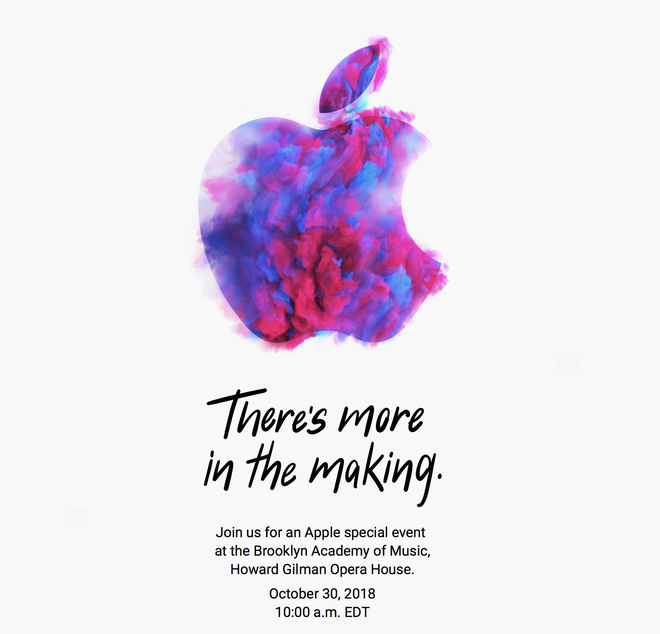 There's more
in the making.
Join us for an Apple special event
at the Brooklyn Academy of Music,
Howard Gilman Opera House.
October 30, 2018
10:00 a.m. EDT